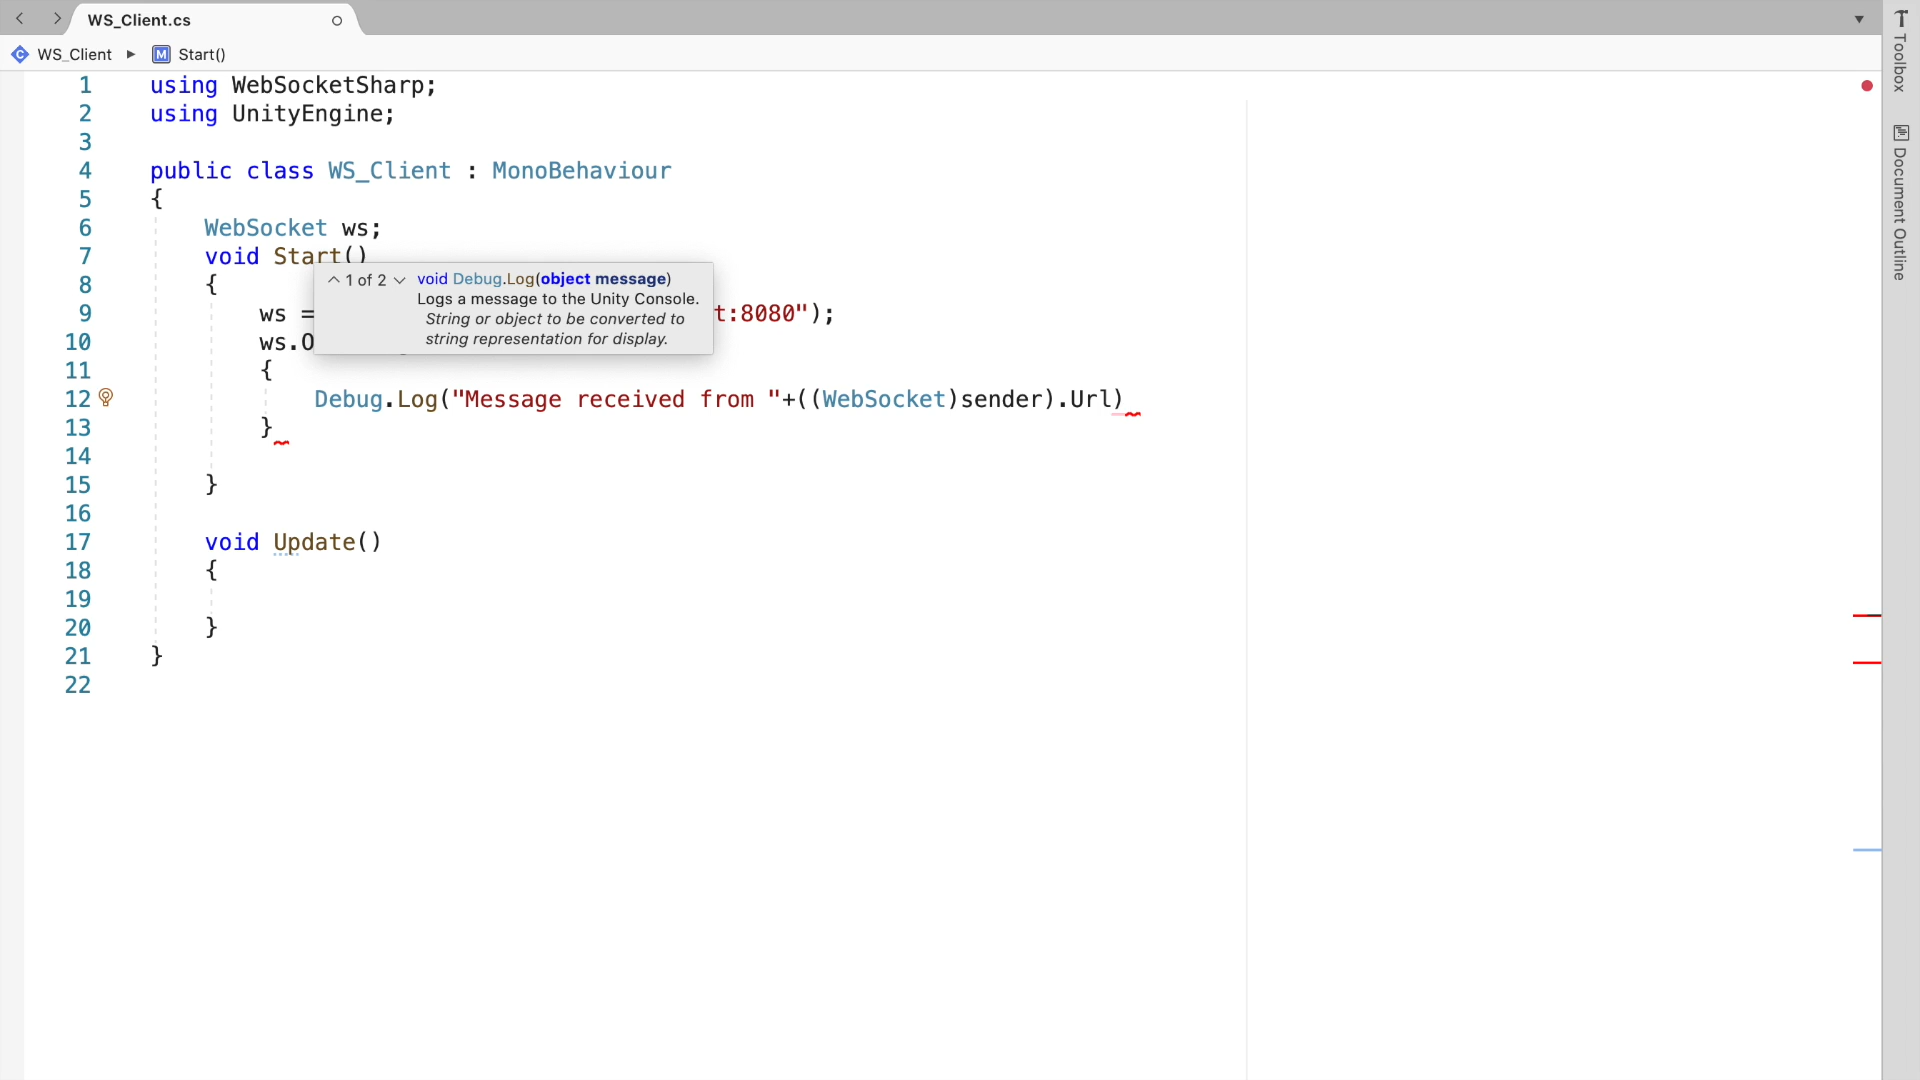 WS_Client.cs
WS_Client ▸ M Start()
1 using WebSocketSharp;
2 using UnityEngine;
3
4 public class WS_Client : MonoBehaviour
5 {
6 WebSocket ws;
7 void Start()
8 {
9 ws = t:8080");
10 ws.O
1 of 2 void Debug.Log(object message)
Logs a message to the Unity Console.
String or object to be converted to
string representation for display.
11 {
12 Debug.Log("Message received from "+((WebSocket)sender).Url)
13 }
14
15 }
16
17 void Update()
18 {
19
20 }
21 }
22
Toolbox
Document Outline